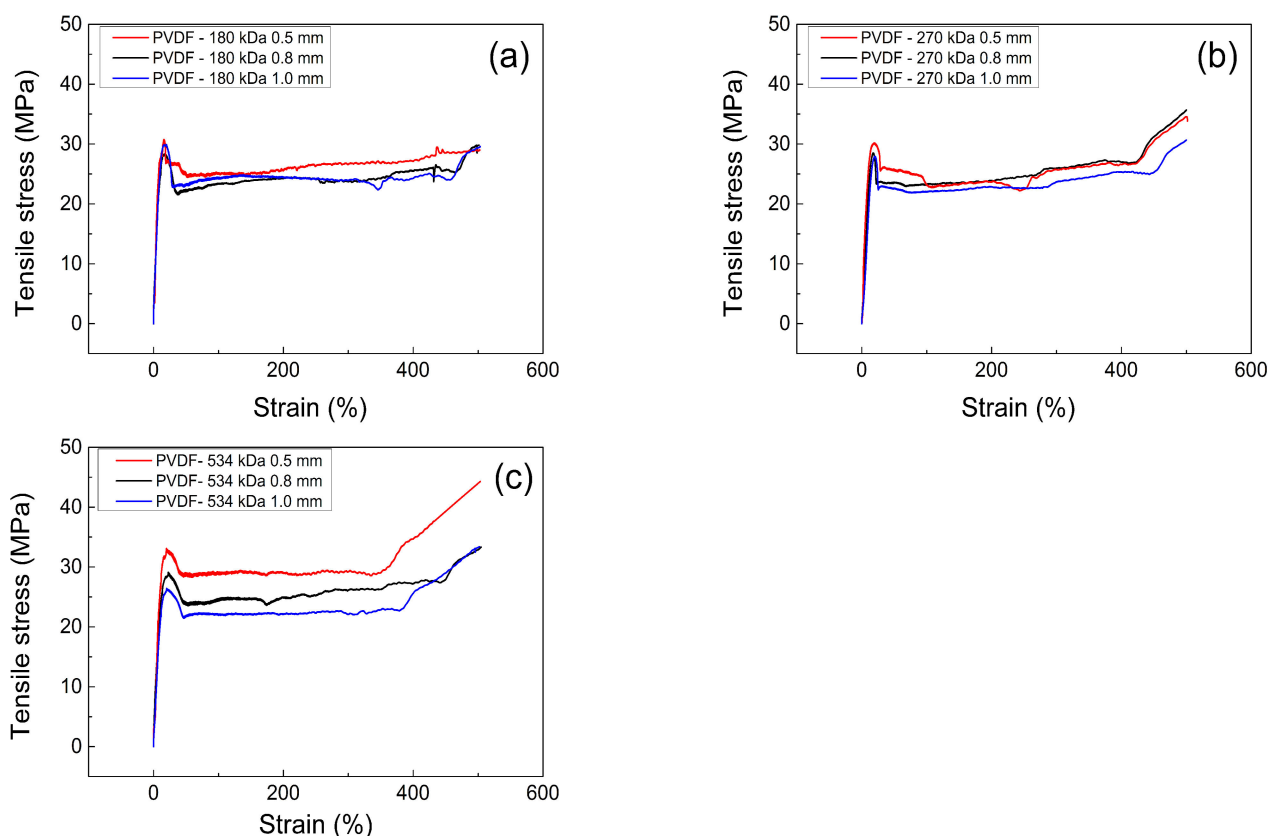 PVDF - 180 kDa 0.5 mm
PVDF - 180 kDa 0.8 mm
PVDF - 180 kDa 1.0 mm
(a)
50
40
30
20
10
0
Tensile stress (MPa)
0 200 400 600
Strain (%)
PVDF - 270 kDa 0.5 mm
PVDF - 270 kDa 0.8 mm
PVDF - 270 kDa 1.0 mm
(b)
50
40
30
20
10
0
Tensile stress (MPa)
0 200 400 600
Strain (%)
PVDF- 534 kDa 0.5 mm
PVDF- 534 kDa 0.8 mm
PVDF- 534 kDa 1.0 mm
(c)
50
40
30
20
10
0
Tensile stress (MPa)
0 200 400 600
Strain (%)